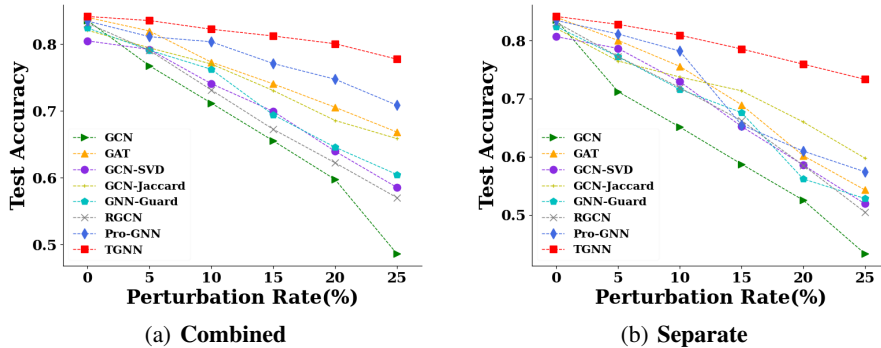 Test Accuracy
0.8
0.7
0.6
0.5
GCN
GAT
GCN-SVD
GCN-Jaccard
GNN-Guard
RGCN
Pro-GNN
TGNN
0 5 10 15 20 25
Perturbation Rate(%)
(a) Combined
Test Accuracy
0.8
0.7
0.6
0.5
GCN
GAT
GCN-SVD
GCN-Jaccard
GNN-Guard
RGCN
Pro-GNN
TGNN
0 5 10 15 20 25
Perturbation Rate(%)
(b) Separate